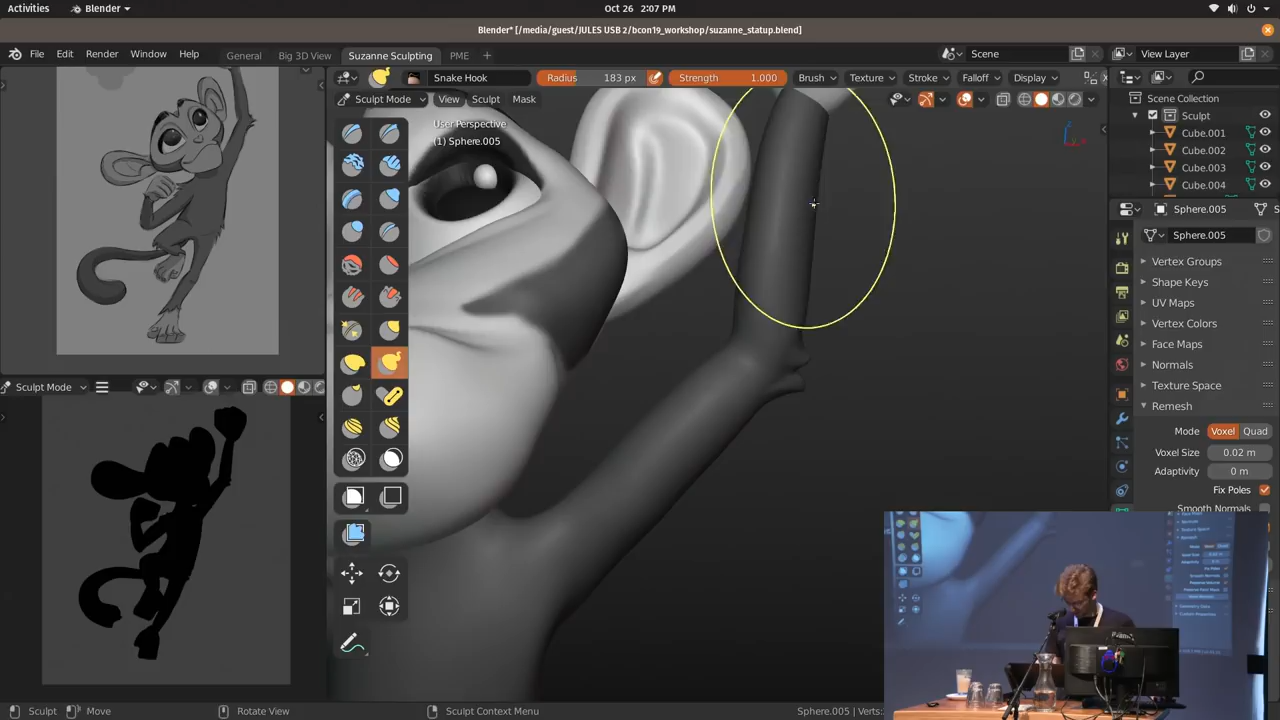 Activities
Blender
Oct 26 2:07 PM
Blender* [/media/guest/JULES USB 2/bcon19_workshop/suzanne_statup.blend]
File Edit Render Window Help
General Big 3D View Suzanne Sculpting PME +
Scene
View Layer
Snake Hook
Radius 183 px
Strength 1.000
Brush Texture Stroke Falloff Display
Sculpt Mode View Sculpt Mask
Scene Collection
Sculpt
Cube.001
Cube.002
Cube.003
Cube.004
User Perspective
(1) Sphere.005
Sphere.005
S
Sphere.005
Vertex Groups
Shape Keys
UV Maps
Vertex Colors
Face Maps
Normals
Texture Space
Remesh
Mode Voxel Quad
Voxel Size 0.02 m
Adaptivity 0 m
Fix Poles
Smooth Normals
Sculpt Mode
Sculpt
Move
Rotate View
Sculpt Context Menu
Sphere.005 | Verts: